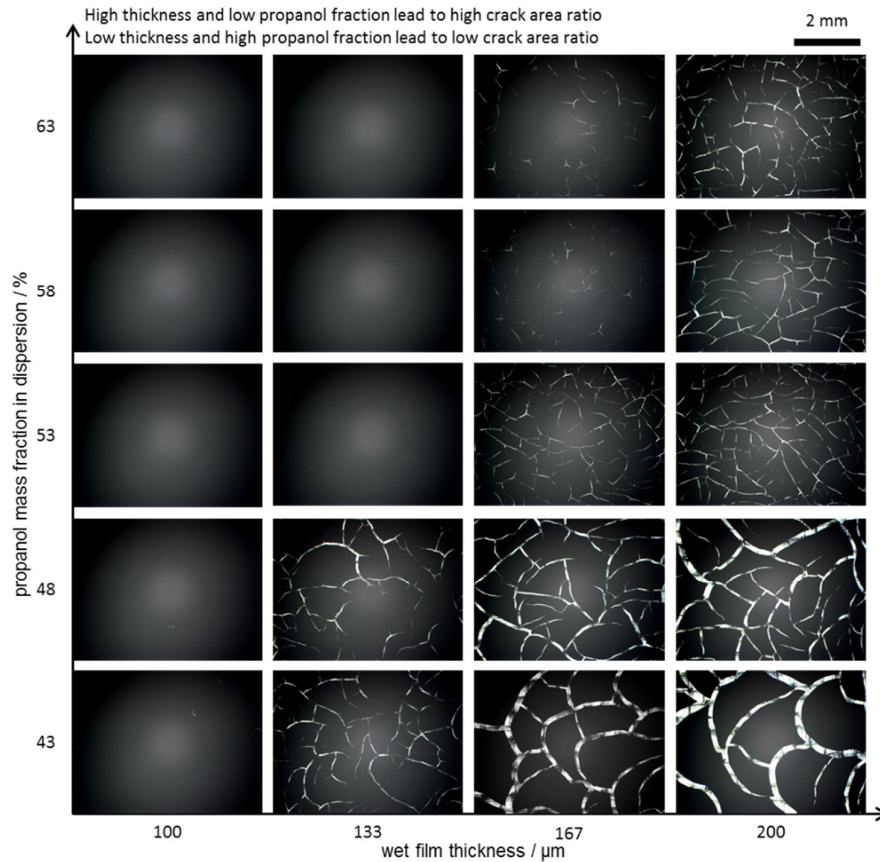 High thickness and low propanol fraction lead to high crack area ratio
Low thickness and high propanol fraction lead to low crack area ratio
2 mm
propanol mass fraction in dispersion / %
63
58
53
48
43
100
133
167
200
wet film thickness / µm